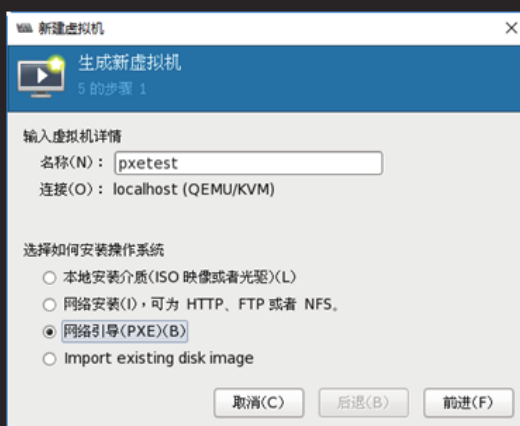 新建虚拟机
生成新虚拟机
5 的步骤 1
输入虚拟机详情
名称(N)： pxetest
连接(O)： localhost (QEMU/KVM)
选择如何安装操作系统
本地安装介质(ISO 映像或者光驱)(L)
网络安装(I)，可为 HTTP、FTP 或者 NFS。
网络引导(PXE)(B)
Import existing disk image
取消(C) 后退(B) 前进(F)